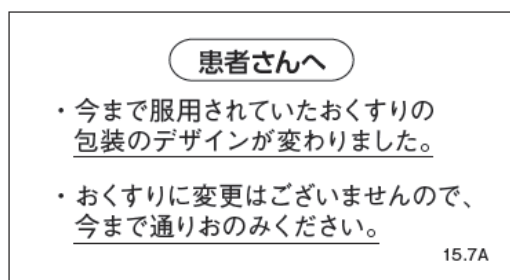 患者さんへ
・今まで服用されていたおくすりの
包装のデザインが変わりました。
・おくすりに変更はございませんので、
今まで通りおのみください。
15.7A